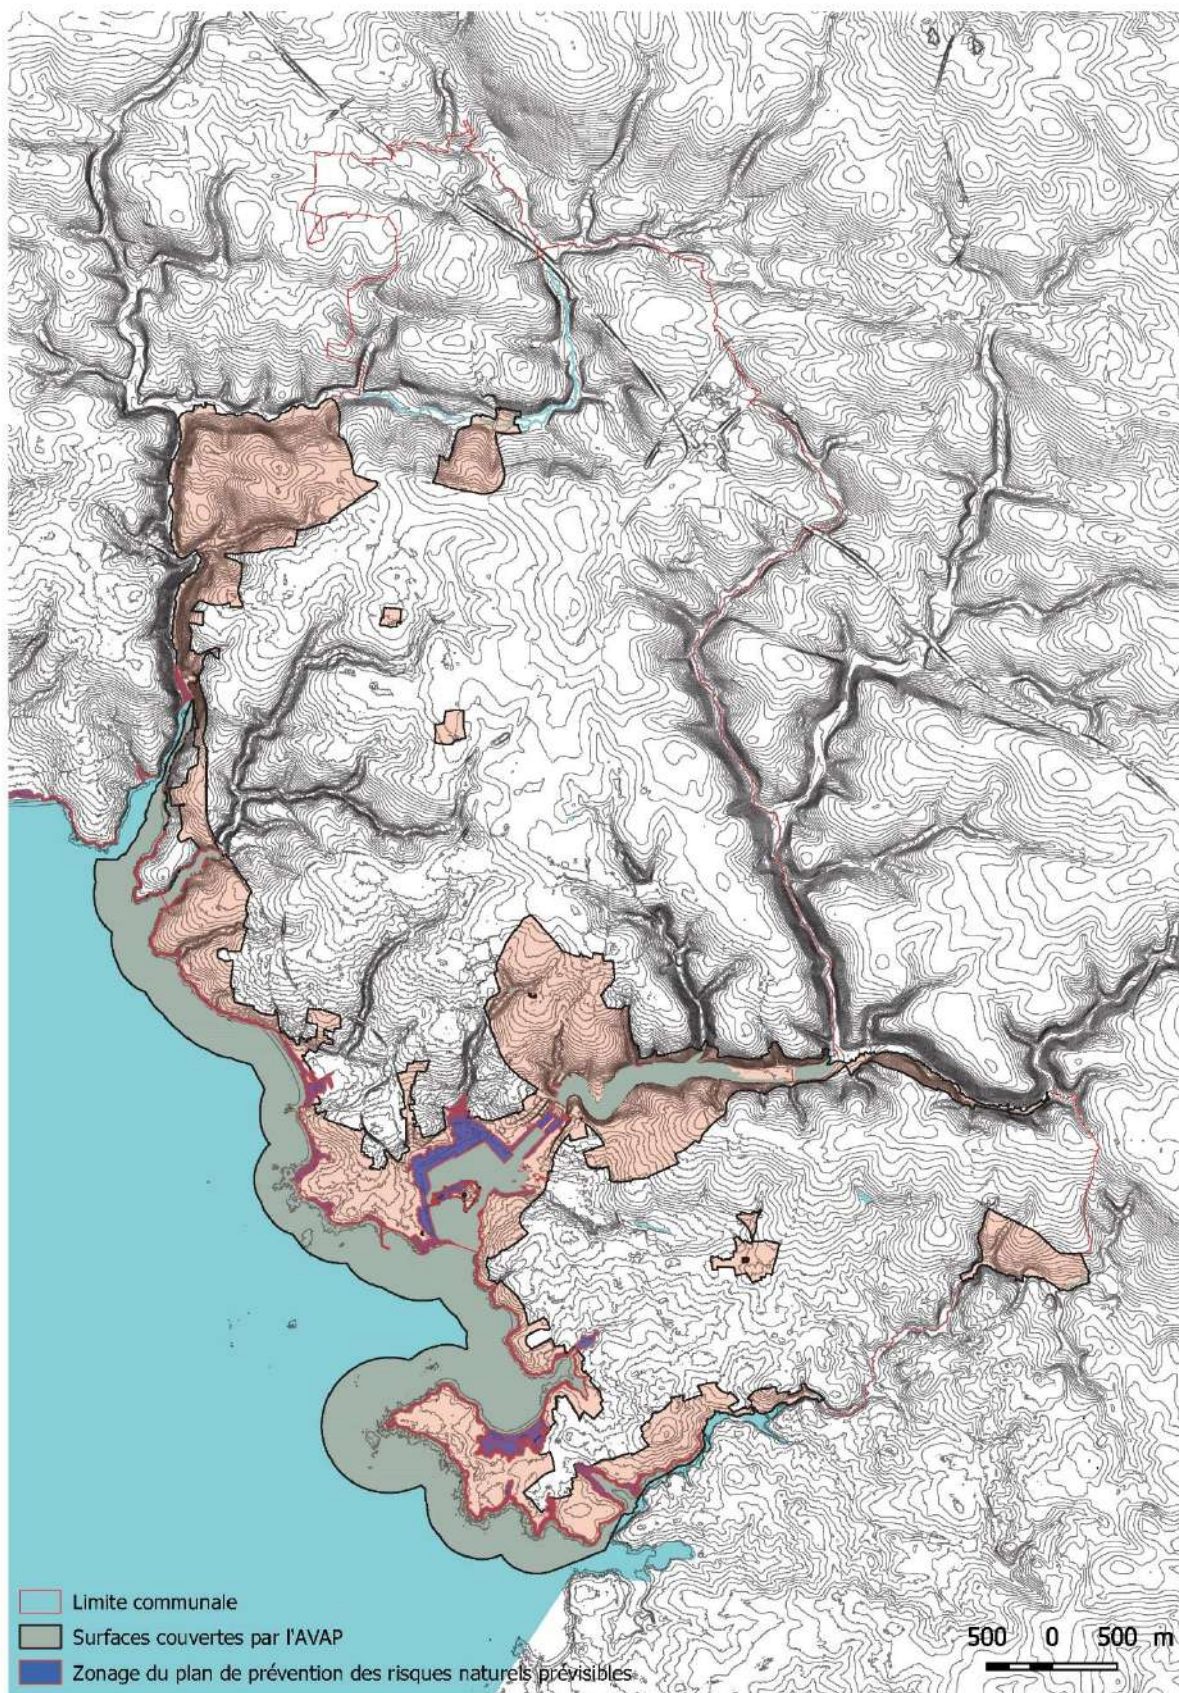 Limite communale
Surfaces couvertes par l'AVAP
Zonage du plan de prévention des risques naturels prévisibles
500 0 500 m